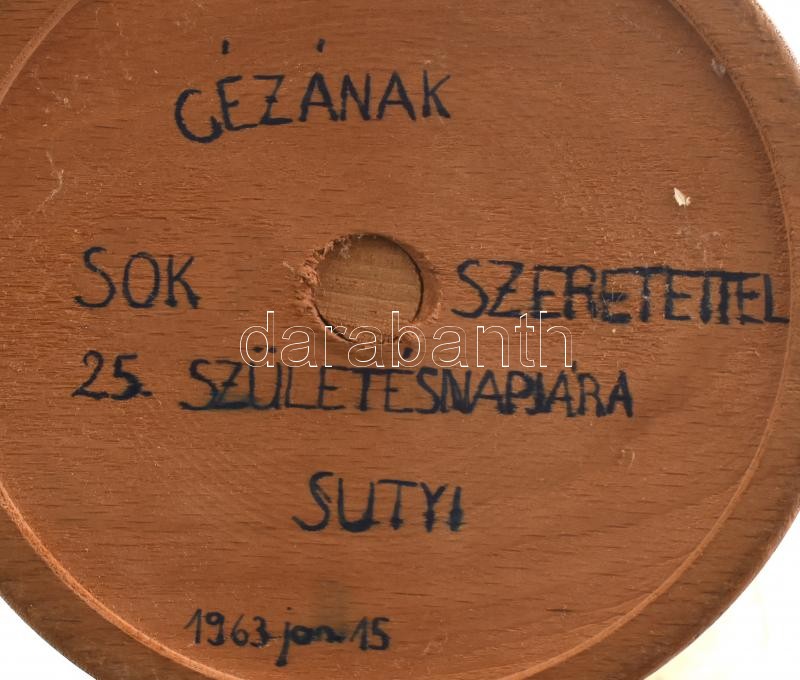 GÉZÁNAK
SOK SZERETETTEL
darabanth
25. SZÜLETÉSNAPJÁRA
SUTYI
1963 jan 15